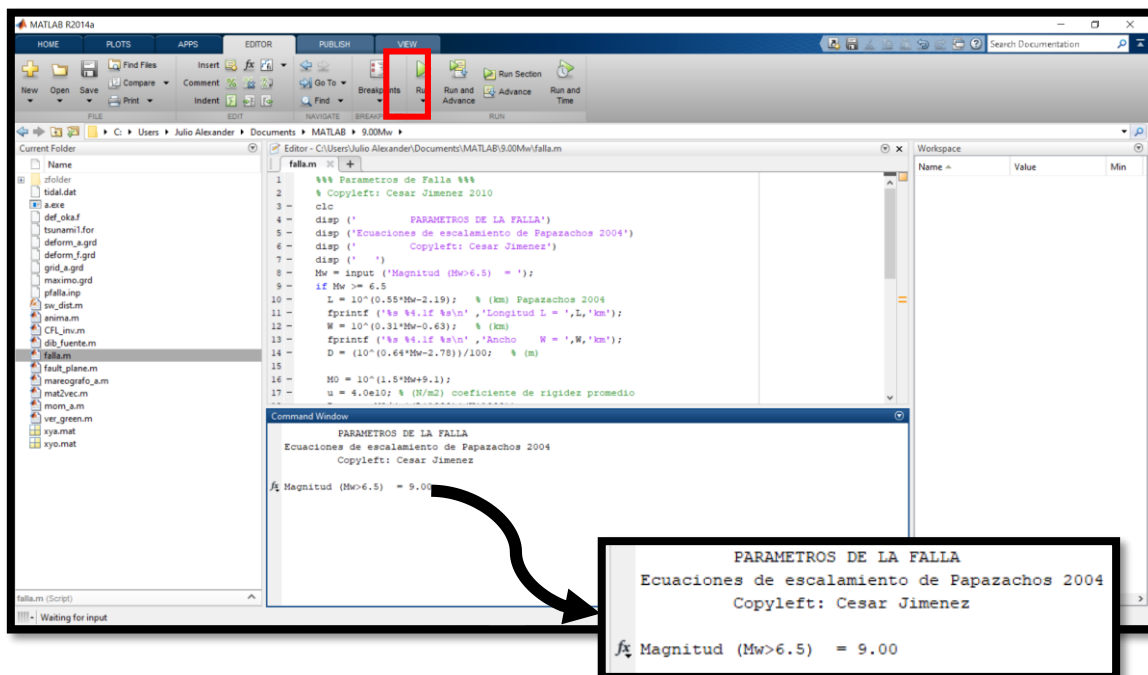 MATLAB R2014a
HOME PLOTS APPS EDITOR PUBLISH VIEW
Search Documentation
New Open Save Find Files Compare Print
Insert Comment Indent
Go To Find
Breakpoints Run Run and Advance Run Section Advance Run and Time
FILE EDIT NAVIGATE RUN
C: Users Julio Alexander Documents MATLAB 9.00Mw
Current Folder
Name
zfolder
tidal.dat
a.exe
def_oka.f
tsunami1.for
deform_a.grd
deform_f.grd
grid_a.grd
maximo.grd
pfalla.inp
sw_dist.m
anima.m
CFL_inv.m
dib_fuente.m
falla.m
fault_plane.m
mareografo_a.m
mat2vec.m
mom_a.m
ver_green.m
xya.mat
xyo.mat
falla.m (Script)
Waiting for input
Editor - C:\Users\Julio Alexander\Documents\MATLAB\9.00Mw\falla.m
falla.m
1 %%% Parametros de Falla %%%
2 % Copyleft: Cesar Jimenez 2010
3 - clc
4 - disp ('          PARAMETROS DE LA FALLA')
5 - disp ('Ecuaciones de escalamiento de Papazachos 2004')
6 - disp ('          Copyleft: Cesar Jimenez')
7 - disp ('   ')
8 - Mw = input ('Magnitud (Mw>6.5)  = ');
9 - if Mw >= 6.5
10 - L = 10^(0.55*Mw-2.19);   % (km) Papazachos 2004
11 - fprintf ('%s %4.1f %s\n' ,'Longitud L = ',L,'km');
12 - W = 10^(0.31*Mw-0.63);   % (km)
13 - fprintf ('%s %4.1f %s\n' ,'Ancho    W = ',W,'km');
14 - D = (10^(0.64*Mw-2.78))/100;   % (m)
15
16 - M0 = 10^(1.5*Mw+9.1);
17 - u = 4.0e10; % (N/m2) coeficiente de rigidez promedio
Command Window
PARAMETROS DE LA FALLA
Ecuaciones de escalamiento de Papazachos 2004
Copyleft: Cesar Jimenez
fx Magnitud (Mw>6.5)  = 9.00
Workspace
Name Value Min
PARAMETROS DE LA FALLA
Ecuaciones de escalamiento de Papazachos 2004
Copyleft: Cesar Jimenez
fx Magnitud (Mw>6.5)  = 9.00